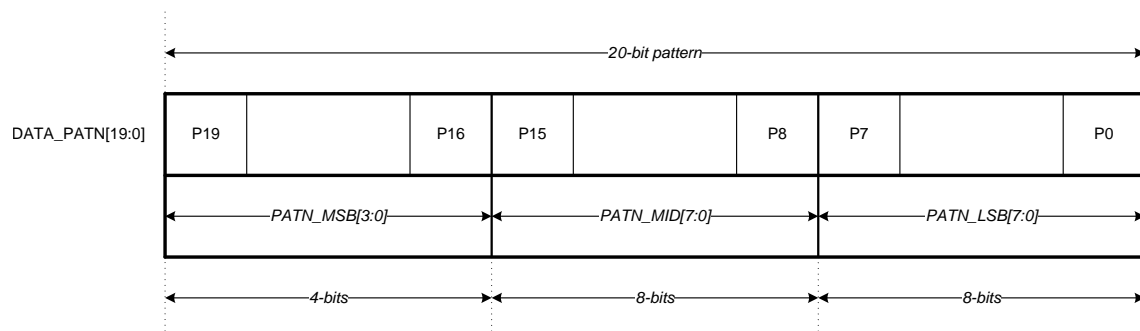 20-bit pattern
DATA_PATN[19:0] P19 P16 P15 P8 P7 P0
PATN_MSB[3:0] PATN_MID[7:0] PATN_LSB[7:0]
4-bits 8-bits 8-bits